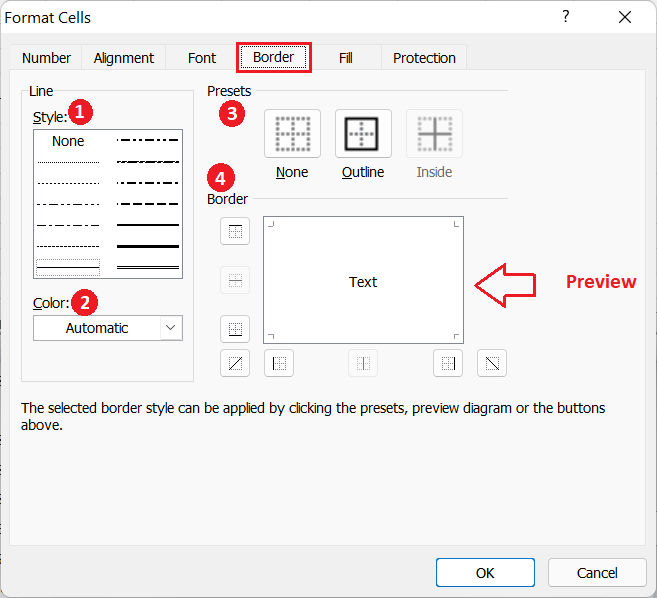 Format Cells
?
Number Alignment Font Border Fill Protection
Line
Style: 1
None
Color: 2
Automatic
Presets
3
None Outline Inside
4
Border
Text
Preview
The selected border style can be applied by clicking the presets, preview diagram or the buttons
above.
OK Cancel